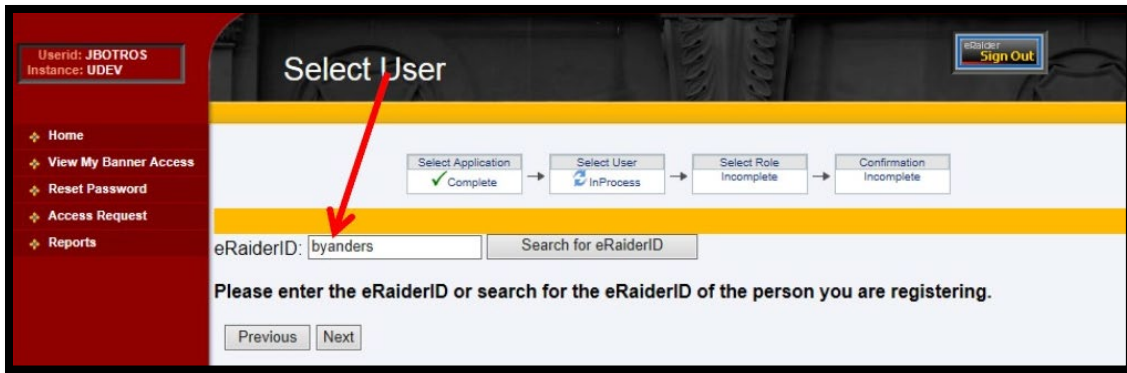 Userid: JBOTROS
Instance: UDEV
Select User
eRaider
Sign Out
Home
View My Banner Access
Reset Password
Access Request
Reports
Select Application
Complete
Select User
InProcess
Select Role
Incomplete
Confirmation
Incomplete
eRaiderID: byanders Search for eRaiderID
Please enter the eRaiderID or search for the eRaiderID of the person you are registering.
Previous Next